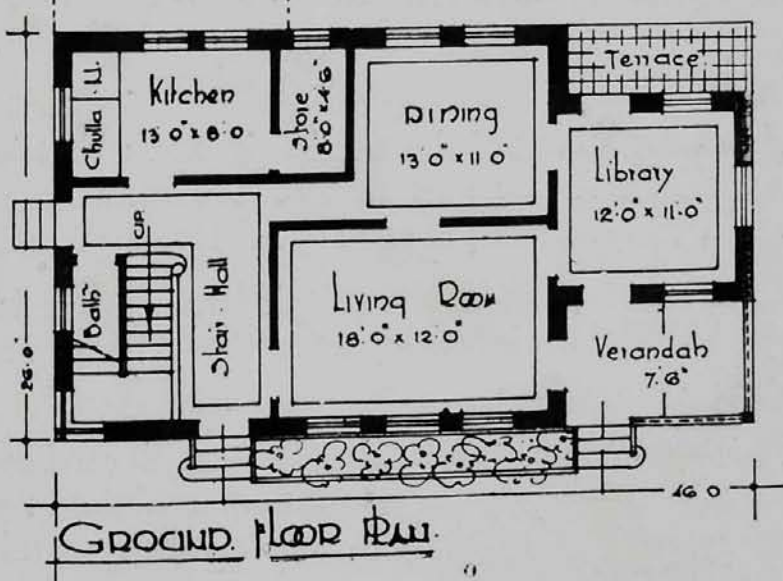 Kitchen
13'0" x 8'0
Chulla
Store
8'0" x 4'6"
Dining
13'0" x 11'0"
Terrace
Library
12'0" x 11'0"
UP
Bath
Stair Hall
Living Room
18'0" x 12'0"
Verandah
7'6"
26'0"
46'0
GROUND FLOOR PLAN.